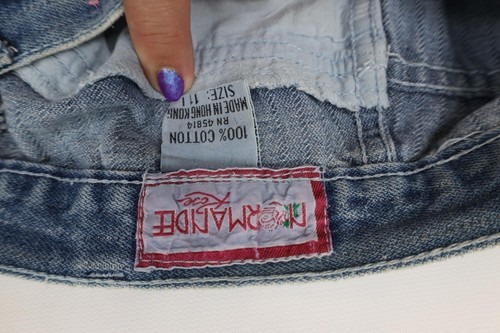 NORMANDEE
Rose
100% COTTON
RN 45814
MADE IN HONG KONG
SIZE: 11